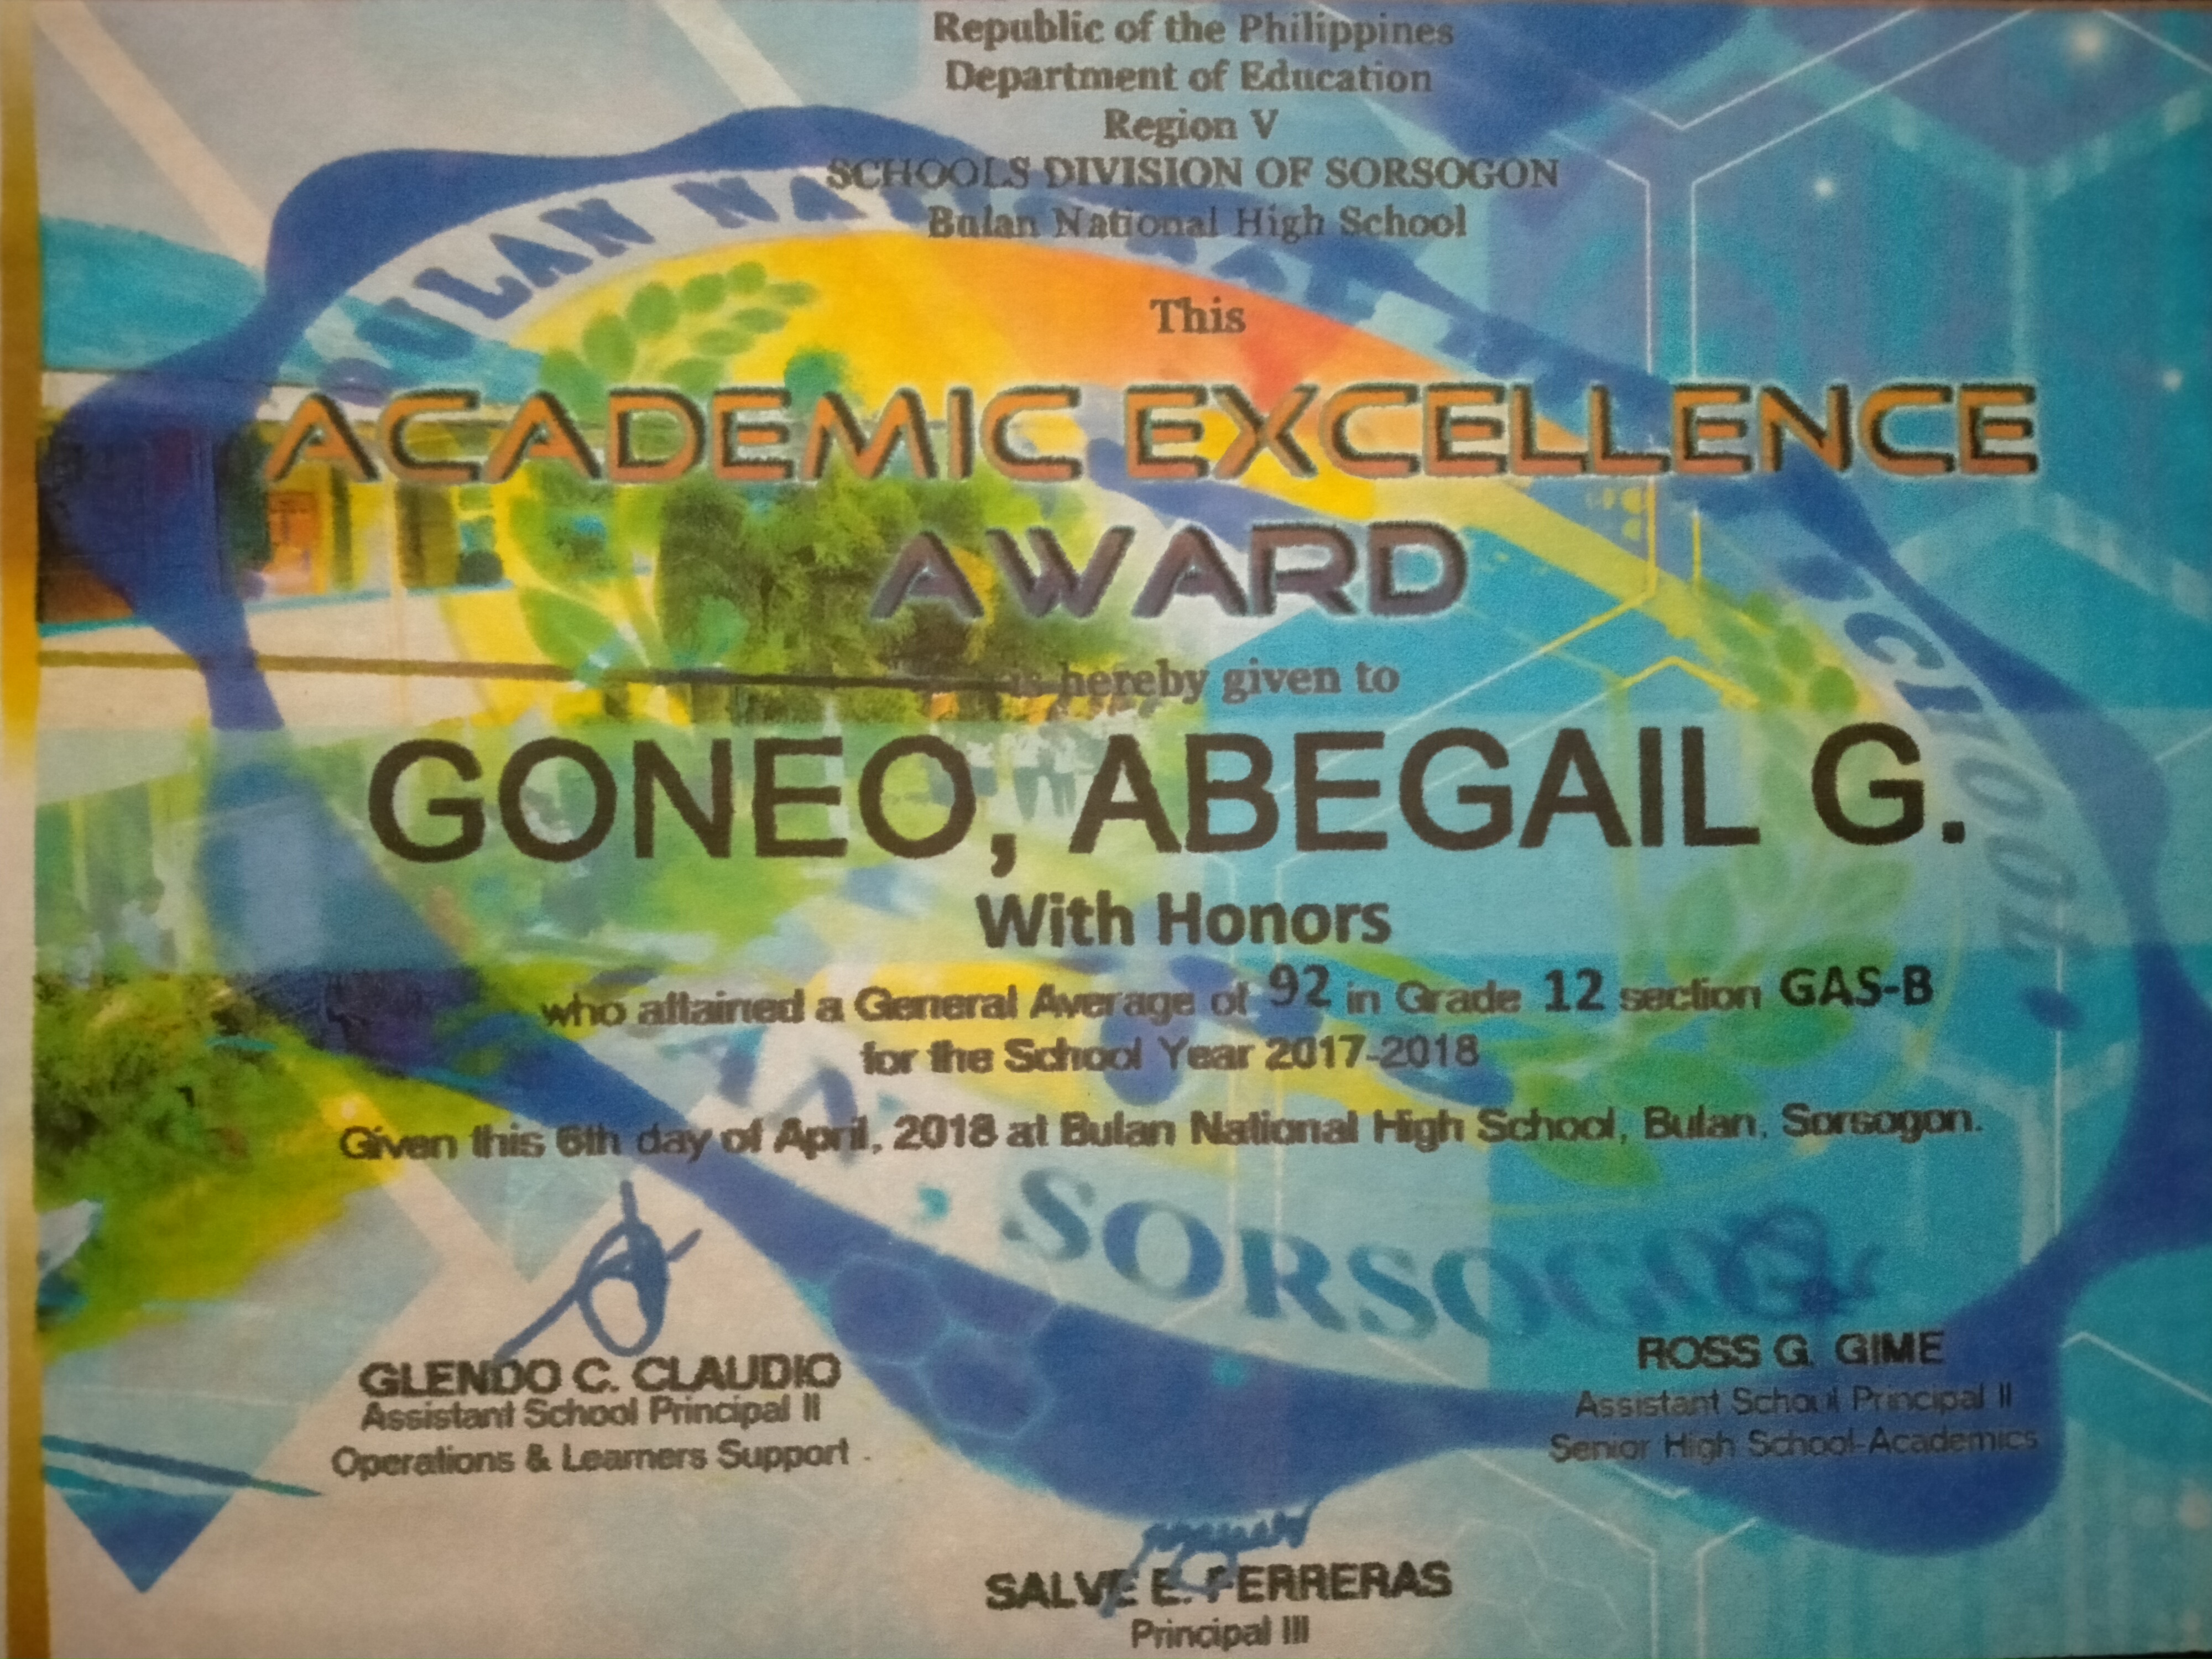 Republic of the Philippines
Department of Education
Region V
SCHOOLS DIVISION OF SORSOGON
Bulan National High School
This
ACADEMIC EXCELLENCE
AWARD
is hereby given to
GONEO, ABEGAIL G.
With Honors
who attained a General Average of 92 in Grade 12 section GAS-B
for the School Year 2017-2018
Given this 6th day of April, 2018 at Bulan National High School, Bulan, Sorsogon.
SORSOGON
GLENDO C. CLAUDIO
Assistant School Principal II
Operations & Learners Support
ROSS G. GIME
Assistant School Principal II
Senior High School-Academics
SALVE E. FERRERAS
Principal III